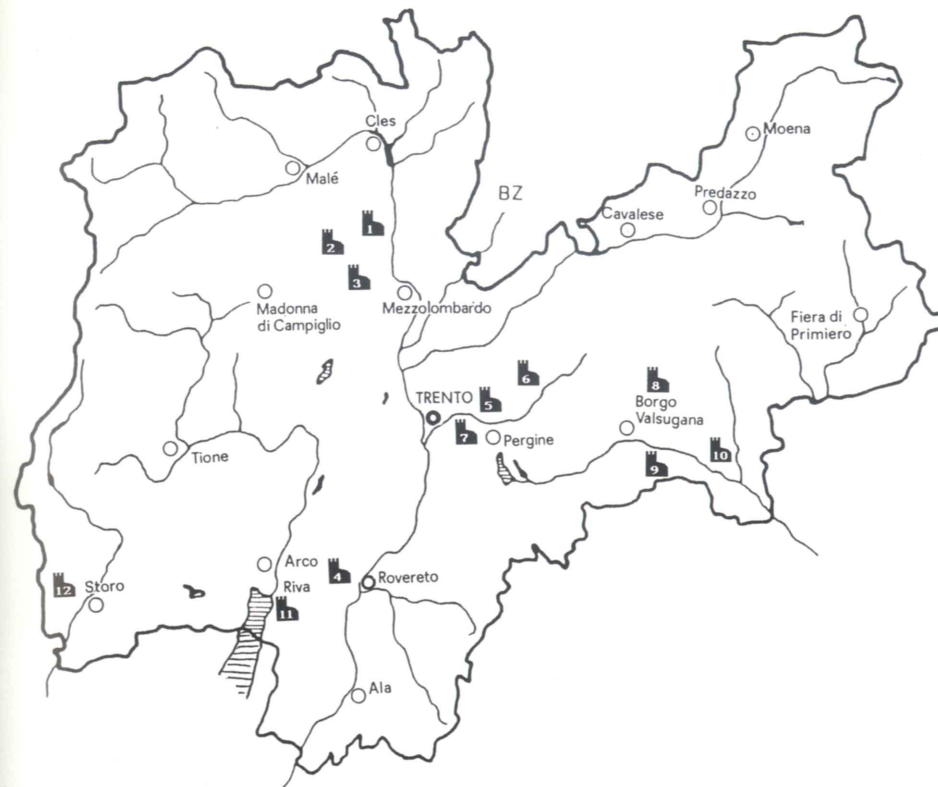 Cles
Moena
Malé
BZ
Predazzo
Cavalese
1
2
3
Madonna
di Campiglio
Mezzolombardo
Fiera di
Primiero
6
8
5
TRENTO
Borgo
Valsugana
7
Pergine
Tione
10
9
Arco
4
Rovereto
12
Storo
Riva
11
Ala